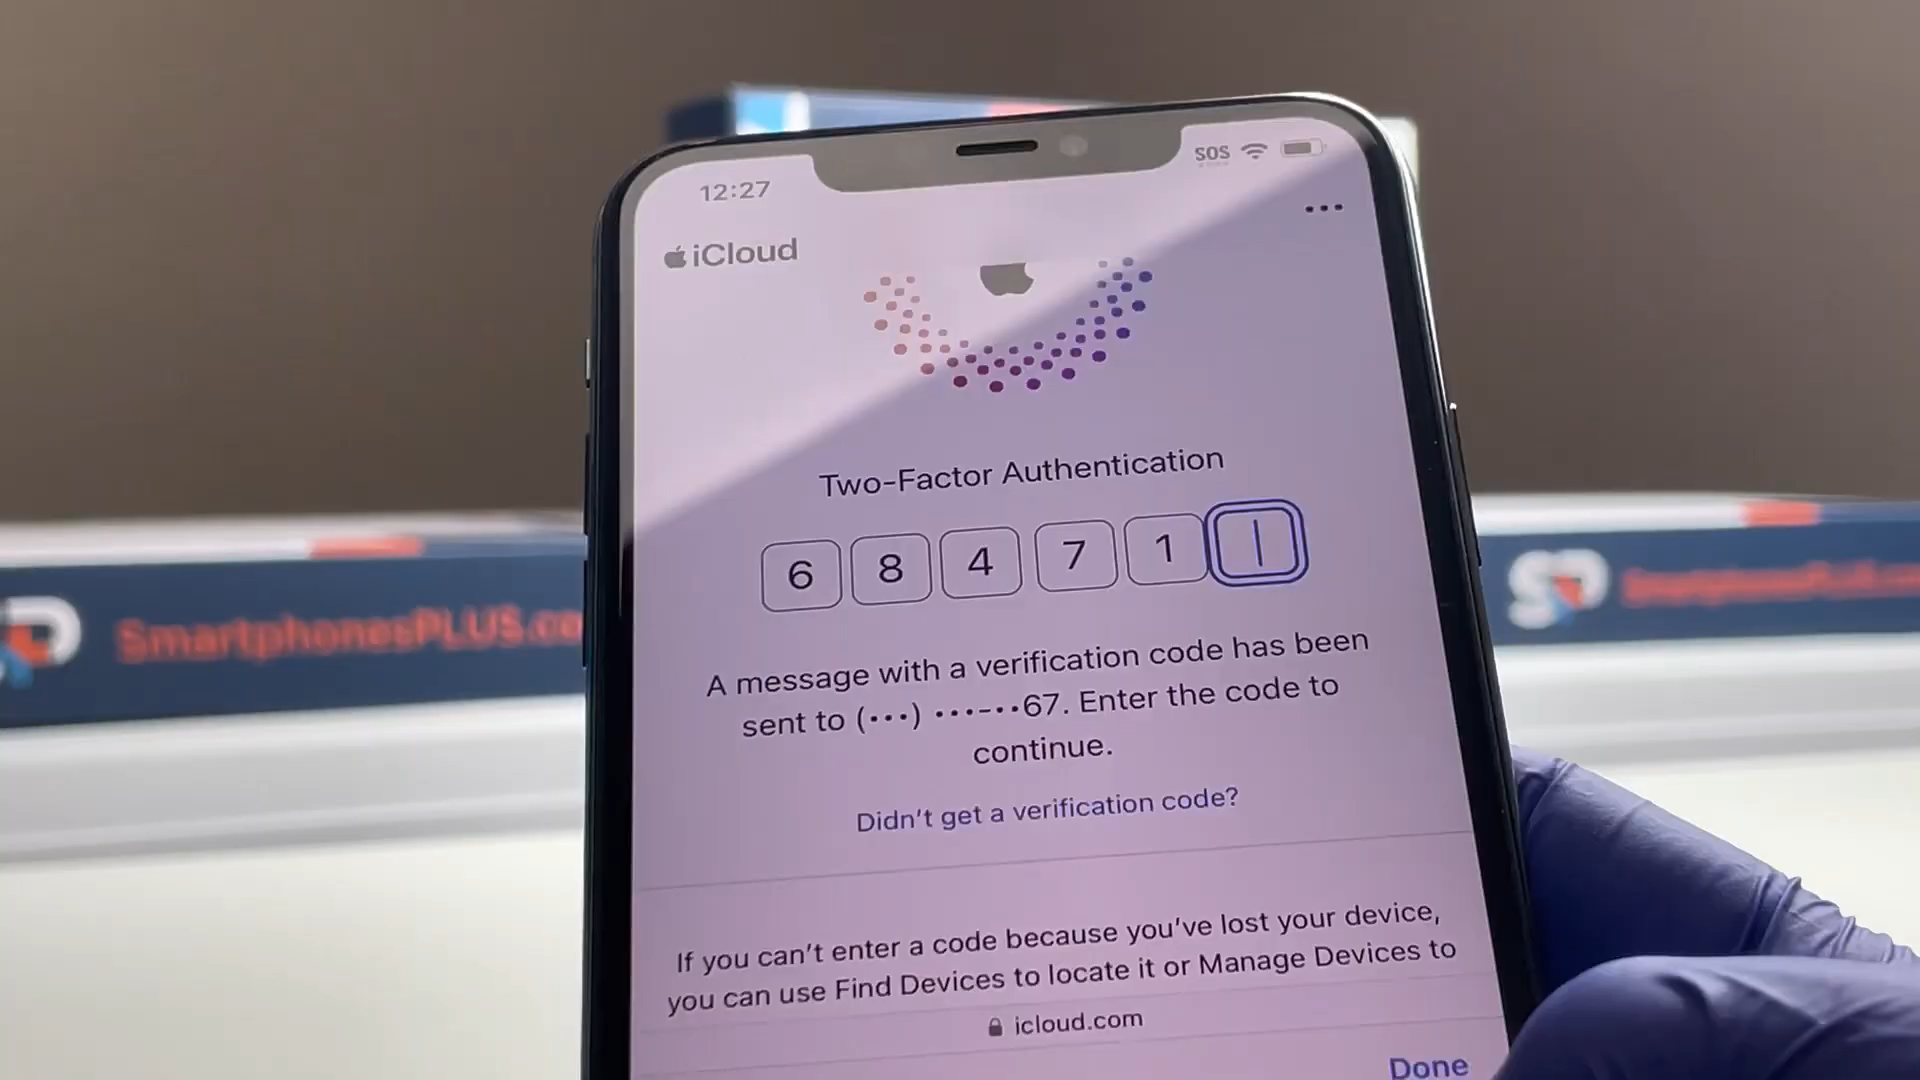 SOS
12:27
iCloud
Two-Factor Authentication
6 8 4 7 1
A message with a verification code has been
sent to (•••) •••-••67. Enter the code to
continue.
Didn't get a verification code?
If you can't enter a code because you've lost your device,
you can use Find Devices to locate it or Manage Devices to
icloud.com
Done
SmartphonesPLUS.co
SmartphonesPLUS.co